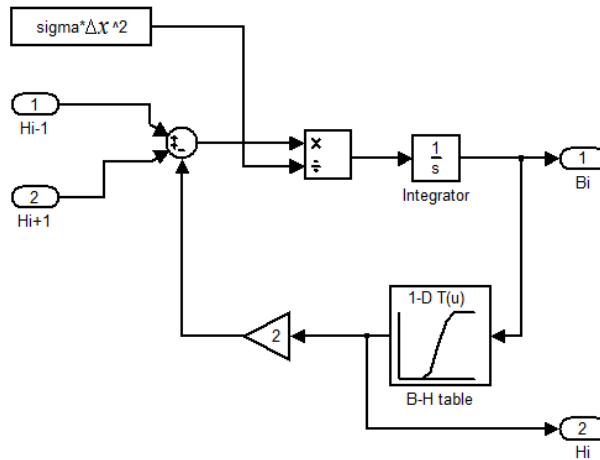 sigma*Δx^2
1
Hi-1
+
+
-
×
÷
1
s
Integrator
1
Bi
2
Hi+1
1-D T(u)
2
B-H table
2
Hi